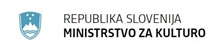 REPUBLIKA SLOVENIJA
MINISTRSTVO ZA KULTURO